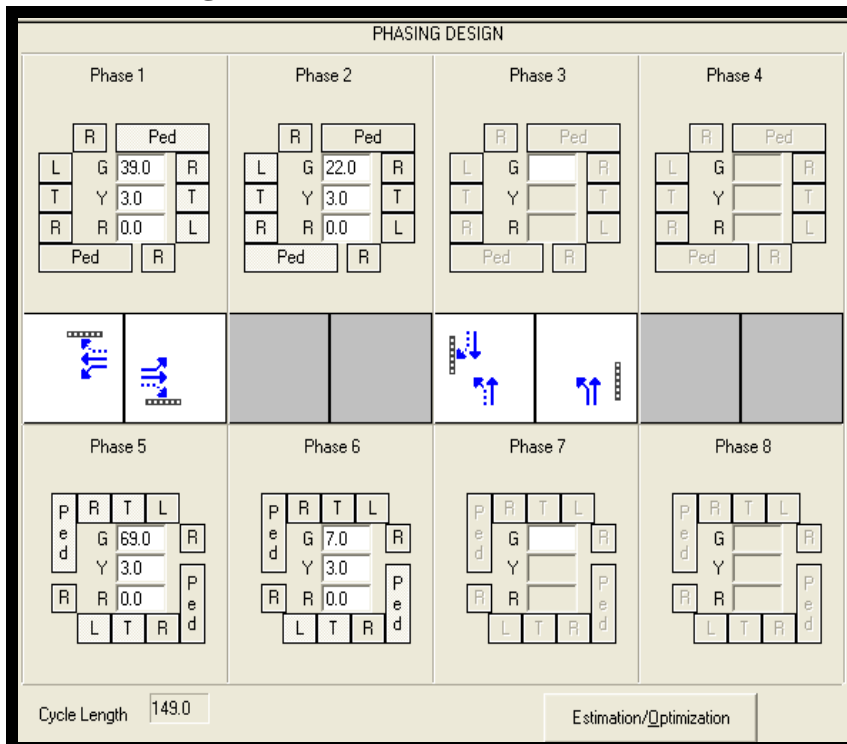 PHASING DESIGN
Phase 1 Phase 2 Phase 3 Phase 4
R Ped R Ped R Ped R Ped
L G 39.0 R L G 22.0 R L G R L G R
T Y 3.0 T T Y 3.0 T T Y T T Y T
R R 0.0 L R R 0.0 L R R L R R L
Ped R Ped R Ped R Ped R
Phase 5 Phase 6 Phase 7 Phase 8
Ped R T L Ped R T L Ped R T L Ped R T L
G 69.0 R G 7.0 R G R G R
Y 3.0 Y 3.0 Y Y
R R 0.0 Ped R R 0.0 Ped R R Ped R R Ped
L T R L T R L T R L T R
Cycle Length 149.0 Estimation/Optimization